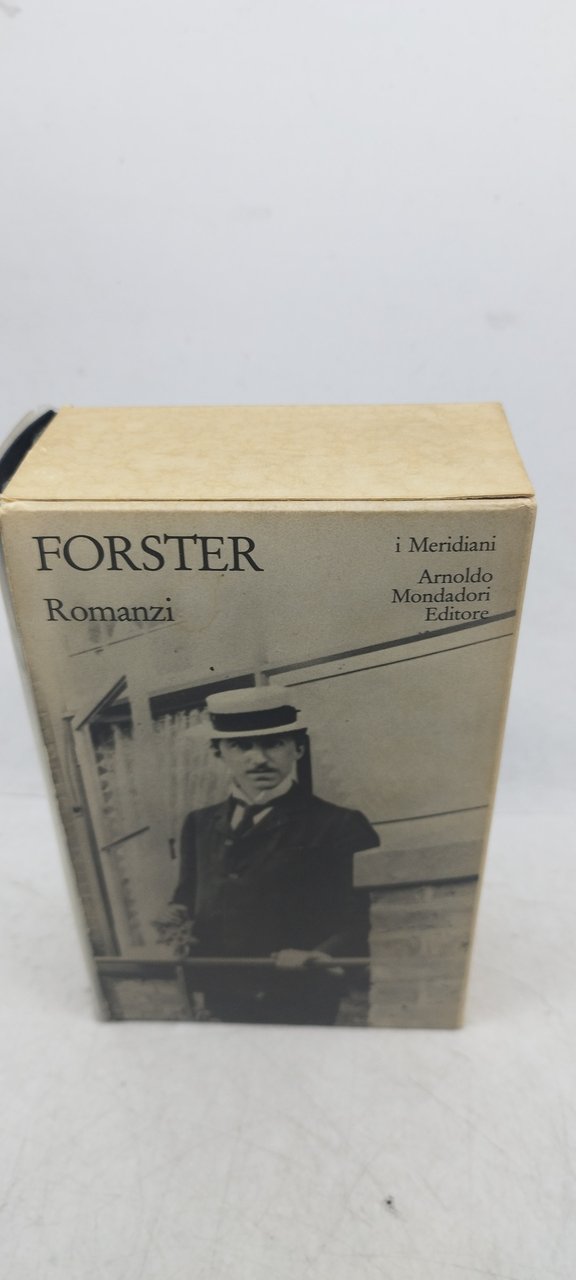 FORSTER
Romanzi
i Meridiani
Arnoldo
Mondadori
Editore